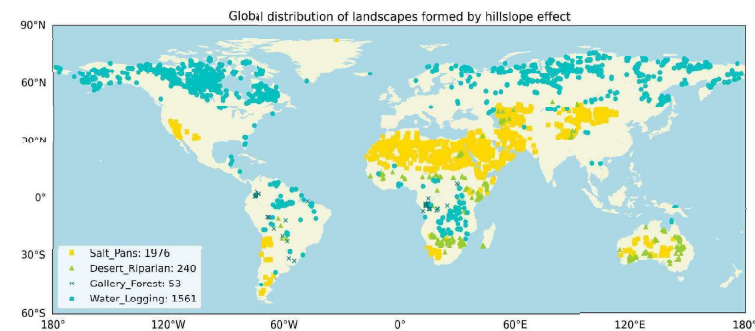 Global distribution of landscapes formed by hillslope effect
90°N
60°N
30°N
0°
30°S
60°S
Salt_Pans: 1976
Desert_Riparian: 240
Gallery_Forest: 53
Water_Logging: 1561
180° 120°W 60°W 0° 60°E 120°E 180°